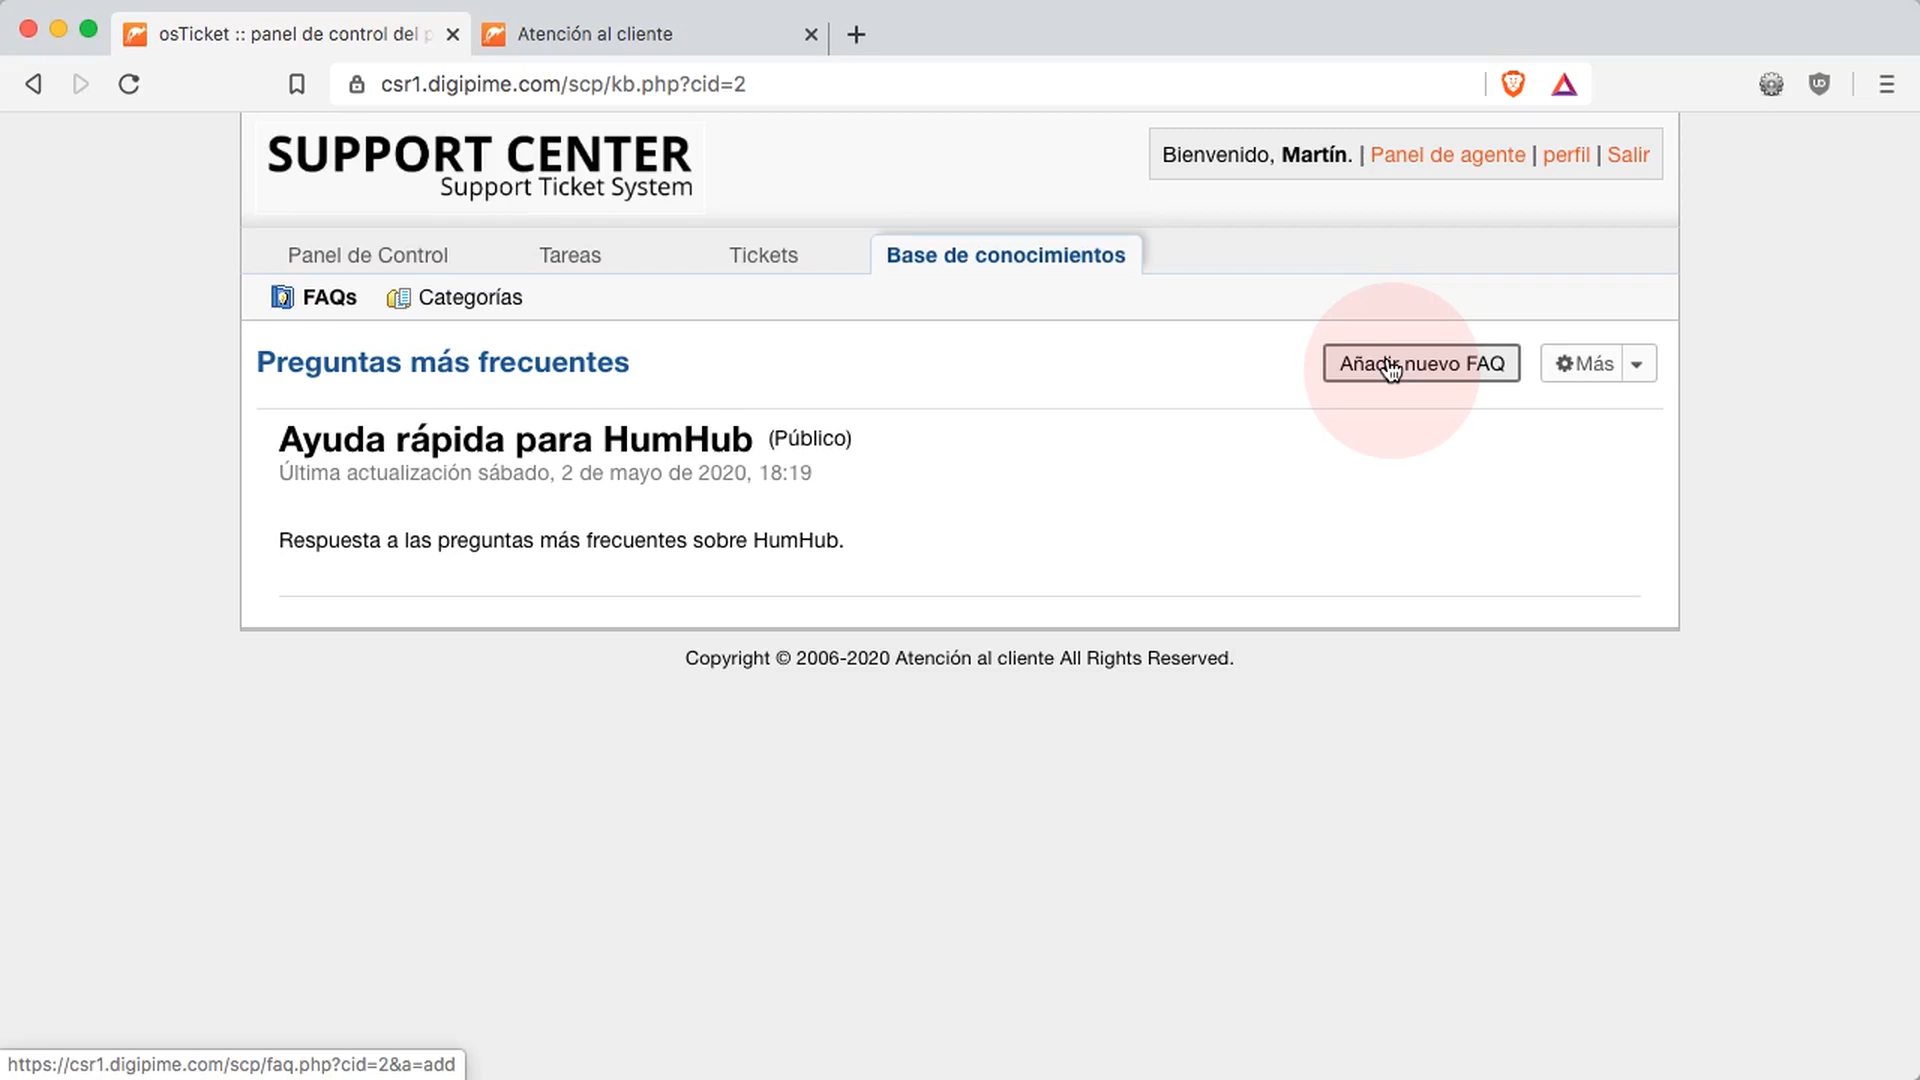 osTicket :: panel de control del p
Atención al cliente
csr1.digipime.com/scp/kb.php?cid=2
SUPPORT CENTER
Support Ticket System
Bienvenido, Martín. | Panel de agente | perfil | Salir
Panel de Control
Tareas
Tickets
Base de conocimientos
FAQs
Categorías
Preguntas más frecuentes
Añadir nuevo FAQ
Más
Ayuda rápida para HumHub (Público)
Última actualización sábado, 2 de mayo de 2020, 18:19
Respuesta a las preguntas más frecuentes sobre HumHub.
Copyright © 2006-2020 Atención al cliente All Rights Reserved.
https://csr1.digipime.com/scp/faq.php?cid=2&a=add